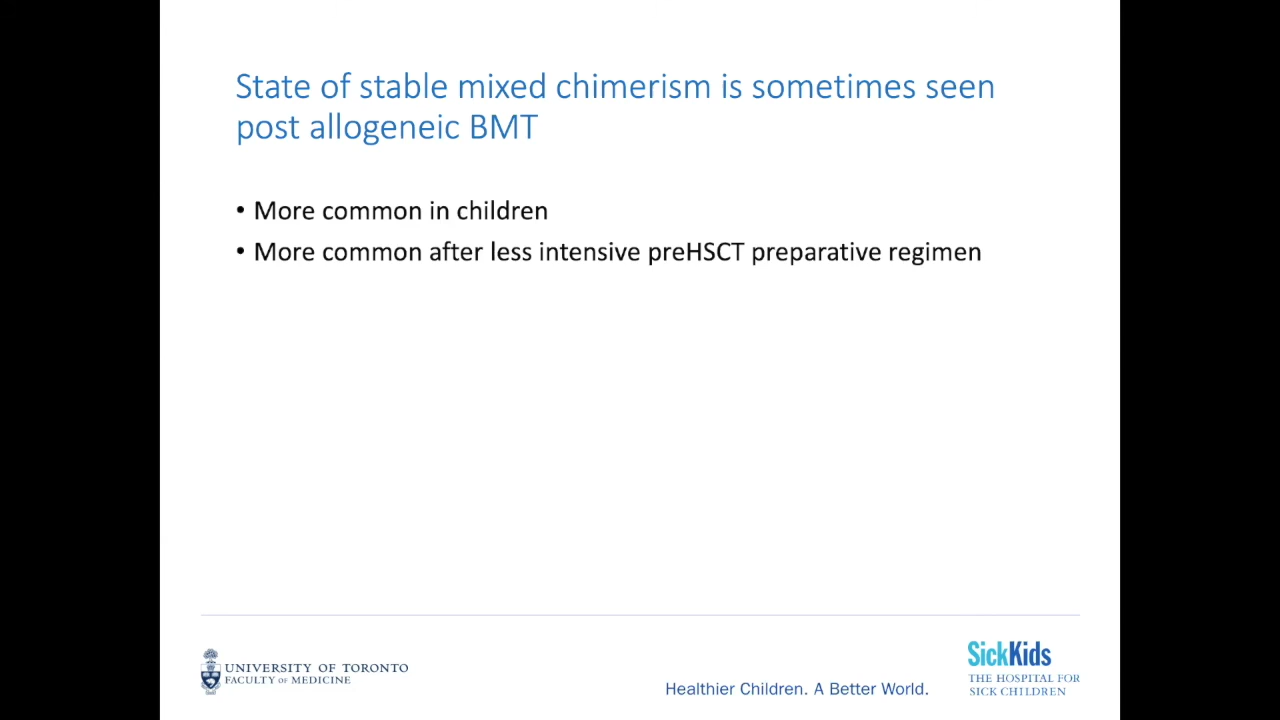 State of stable mixed chimerism is sometimes seen
post allogeneic BMT
• More common in children
• More common after less intensive preHSCT preparative regimen
UNIVERSITY OF TORONTO
FACULTY OF MEDICINE
Healthier Children. A Better World.
SickKids
THE HOSPITAL FOR
SICK CHILDREN